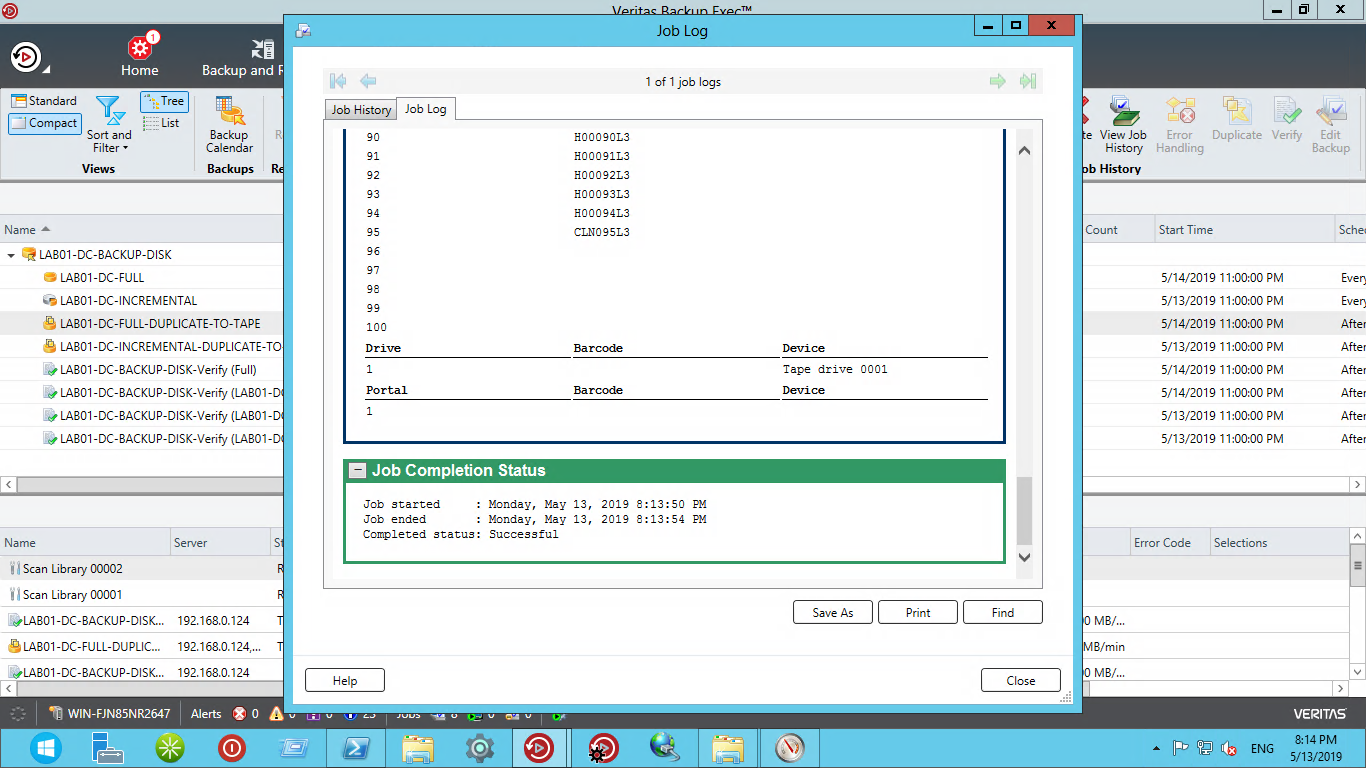 Veritas Backup Exec™
Job Log
1
Home
Backup and R
1 of 1 job logs
Job History
Job Log
Standard
Compact
Sort and
Filter
Tree
List
Views
Backup
Calendar
Backups
View Job
History
Error
Handling
Duplicate
Verify
Edit
Backup
ob History
90 H00090L3
91 H00091L3
92 H00092L3
93 H00093L3
94 H00094L3
95 CLN095L3
96
97
98
99
100
Drive Barcode Device
1 Tape drive 0001
Portal Barcode Device
1
Job Completion Status
Job started : Monday, May 13, 2019 8:13:50 PM
Job ended : Monday, May 13, 2019 8:13:54 PM
Completed status: Successful
Save As
Print
Find
Help
Close
Name
LAB01-DC-BACKUP-DISK
LAB01-DC-FULL
LAB01-DC-INCREMENTAL
LAB01-DC-FULL-DUPLICATE-TO-TAPE
LAB01-DC-INCREMENTAL-DUPLICATE-TO-
LAB01-DC-BACKUP-DISK-Verify (Full)
LAB01-DC-BACKUP-DISK-Verify (LAB01-DC
LAB01-DC-BACKUP-DISK-Verify (LAB01-DC
LAB01-DC-BACKUP-DISK-Verify (LAB01-DC
Count Start Time Sche
5/14/2019 11:00:00 PM Every
5/13/2019 11:00:00 PM Every
5/14/2019 11:00:00 PM After
5/13/2019 11:00:00 PM After
5/14/2019 11:00:00 PM After
5/14/2019 11:00:00 PM After
5/13/2019 11:00:00 PM After
5/13/2019 11:00:00 PM After
Name Server St
Scan Library 00002 R
Scan Library 00001 R
LAB01-DC-BACKUP-DISK... 192.168.0.124 T
LAB01-DC-FULL-DUPLIC... 192.168.0.124,...
LAB01-DC-BACKUP-DISK... 192.168.0.124
Error Code Selections
00 MB/...
MB/min
00 MB/...
WIN-FJN85NR2647 Alerts 0 0 0 23 Jobs 8 0 0
VERITAS
ENG
8:14 PM
5/13/2019